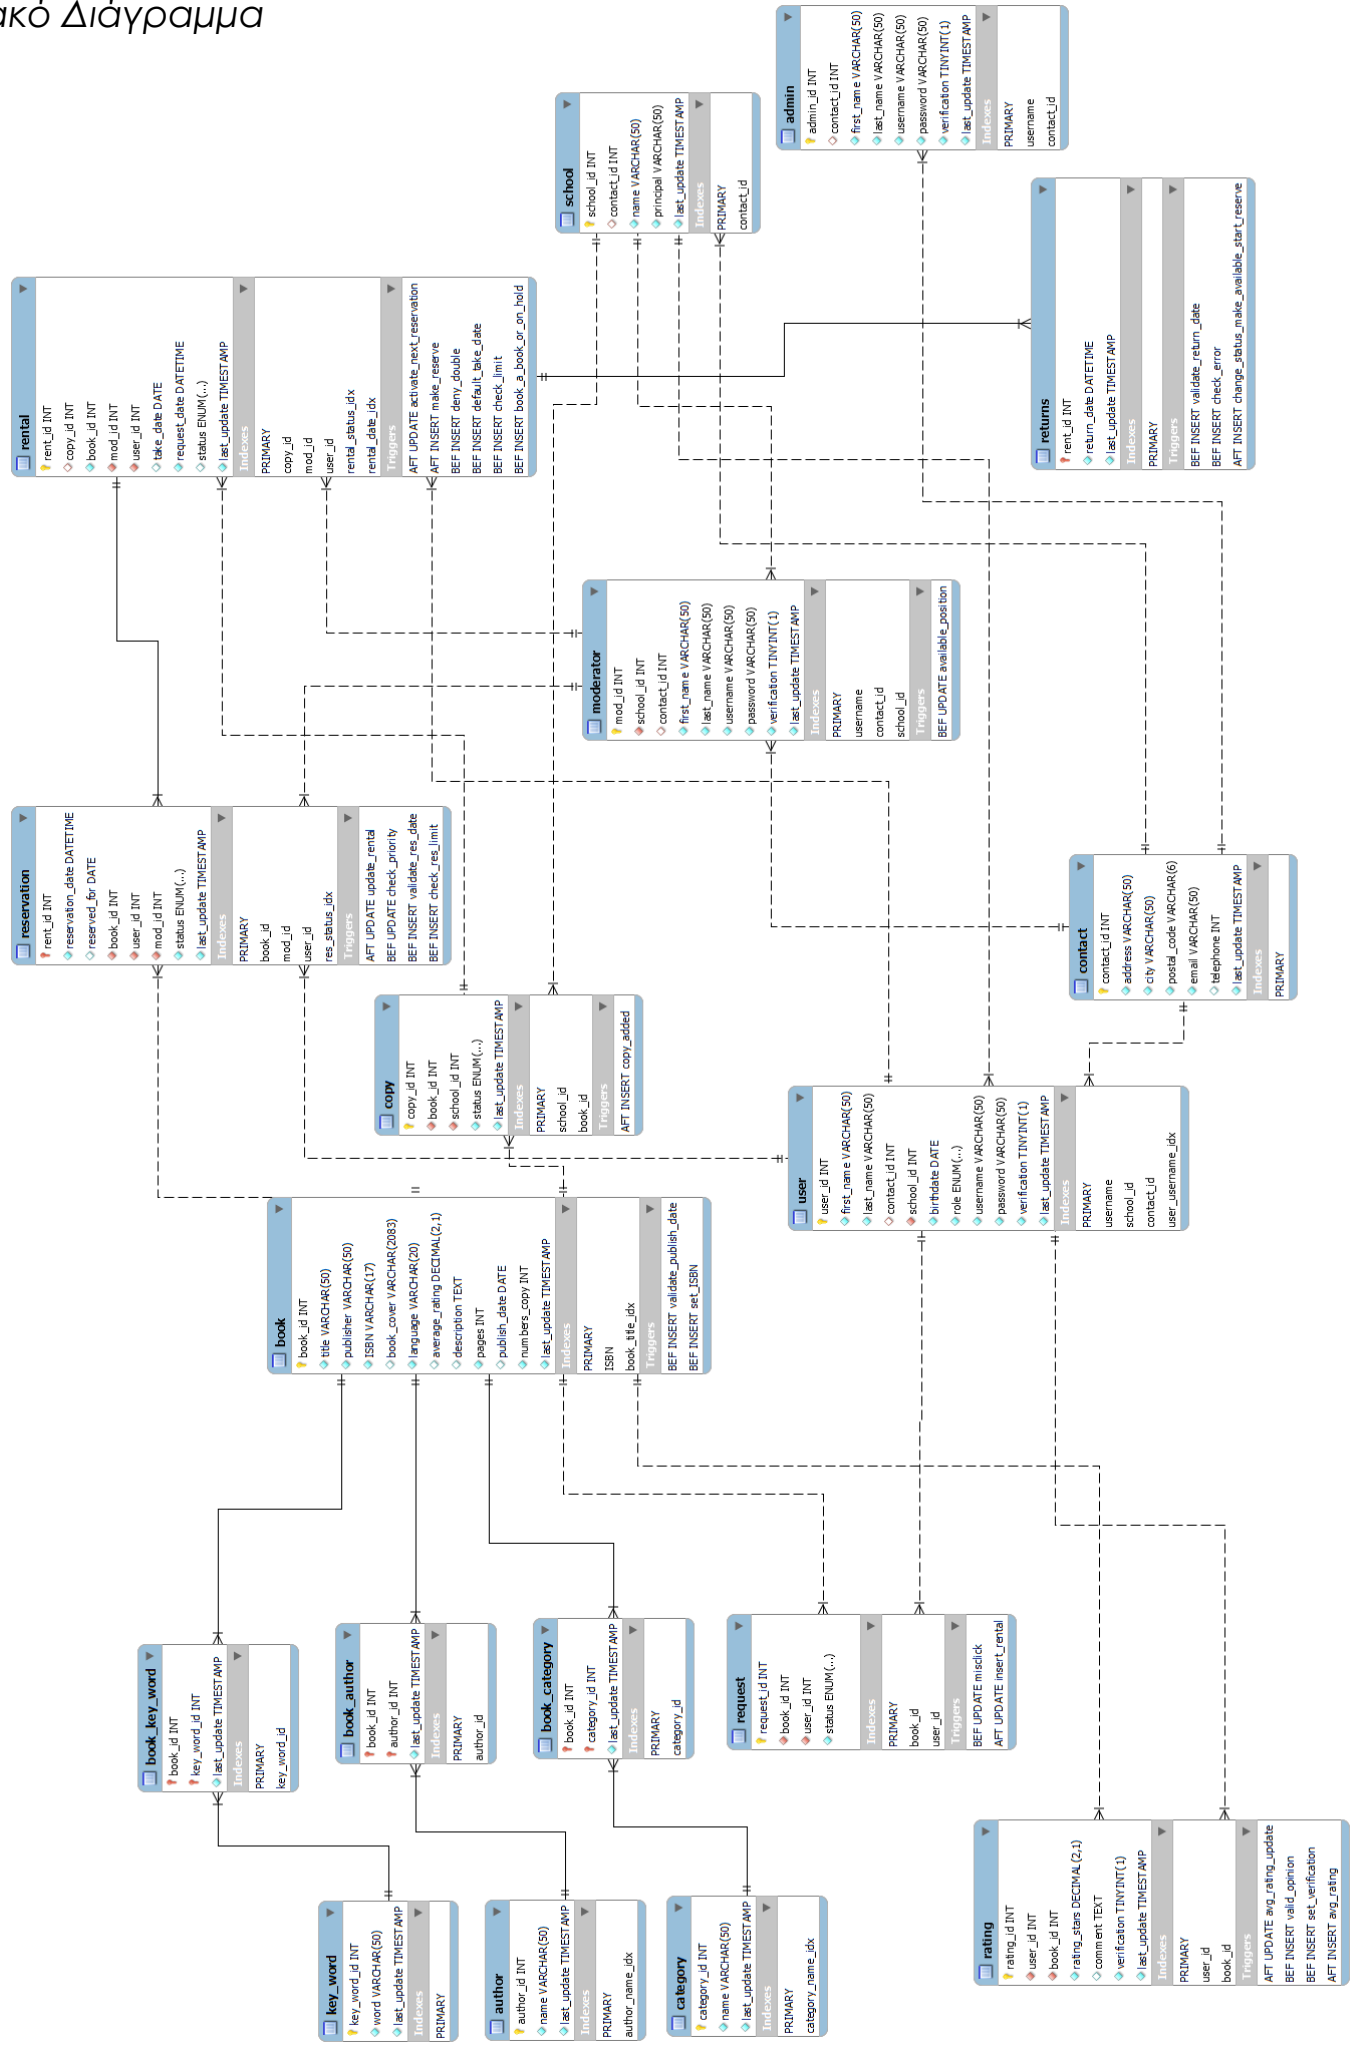 ακό Διάγραμμα
key_word
key_word_id INT
word VARCHAR(50)
last_update TIMESTAMP
Indexes
PRIMARY
author
author_id INT
name VARCHAR(50)
last_update TIMESTAMP
Indexes
PRIMARY
author_name_idx
category
category_id INT
name VARCHAR(50)
last_update TIMESTAMP
Indexes
PRIMARY
category_name_idx
rating
rating_id INT
user_id INT
book_id INT
rating_stars DECIMAL(2,1)
comment TEXT
verification TINYINT(1)
last_update TIMESTAMP
Indexes
PRIMARY
user_id
book_id
Triggers
AFT UPDATE avg_rating_update
BEF INSERT valid_opinion
BEF INSERT set_verification
AFT INSERT avg_rating
book_key_word
book_id INT
key_word_id INT
last_update TIMESTAMP
Indexes
PRIMARY
key_word_id
book_author
book_id INT
author_id INT
last_update TIMESTAMP
Indexes
PRIMARY
author_id
book_category
book_id INT
category_id INT
last_update TIMESTAMP
Indexes
PRIMARY
category_id
request
request_id INT
book_id INT
user_id INT
status ENUM(...)
Indexes
PRIMARY
book_id
user_id
Triggers
BEF UPDATE misclick
AFT UPDATE insert_rental
book
book_id INT
title VARCHAR(50)
publisher VARCHAR(50)
ISBN VARCHAR(17)
book_cover VARCHAR(2083)
language VARCHAR(20)
average_rating DECIMAL(2,1)
description TEXT
pages INT
publish_date DATE
numbers_copy INT
last_update TIMESTAMP
Indexes
PRIMARY
ISBN
book_title_idx
Triggers
BEF INSERT validate_publish_date
BEF INSERT set_ISBN
user
user_id INT
first_name VARCHAR(50)
last_name VARCHAR(50)
contact_id INT
school_id INT
birthdate DATE
role ENUM(...)
username VARCHAR(50)
password VARCHAR(50)
verification TINYINT(1)
last_update TIMESTAMP
Indexes
PRIMARY
username
school_id
contact_id
user_username_idx
copy
copy_id INT
book_id INT
school_id INT
status ENUM(...)
last_update TIMESTAMP
Indexes
PRIMARY
school_id
book_id
Triggers
AFT INSERT copy_added
reservation
rent_id INT
reservation_date DATETIME
reserved_for DATE
book_id INT
user_id INT
mod_id INT
status ENUM(...)
last_update TIMESTAMP
Indexes
PRIMARY
book_id
mod_id
user_id
res_status_idx
Triggers
AFT UPDATE update_rental
BEF UPDATE check_priority
BEF INSERT validate_res_date
BEF INSERT check_res_limit
contact
contact_id INT
address VARCHAR(50)
city VARCHAR(50)
postal_code VARCHAR(6)
email VARCHAR(50)
telephone INT
last_update TIMESTAMP
Indexes
PRIMARY
moderator
mod_id INT
school_id INT
contact_id INT
first_name VARCHAR(50)
last_name VARCHAR(50)
username VARCHAR(50)
password VARCHAR(50)
verification TINYINT(1)
last_update TIMESTAMP
Indexes
PRIMARY
username
contact_id
school_id
Triggers
BEF UPDATE available_position
rental
rent_id INT
copy_id INT
book_id INT
mod_id INT
user_id INT
take_date DATE
request_date DATETIME
status ENUM(...)
last_update TIMESTAMP
Indexes
PRIMARY
copy_id
mod_id
user_id
rental_status_idx
rental_date_idx
Triggers
AFT UPDATE activate_next_reservation
AFT INSERT make_reserve
BEF INSERT deny_double
BEF INSERT default_take_date
BEF INSERT check_limit
BEF INSERT book_a_book_or_on_hold
returns
rent_id INT
return_date DATETIME
last_update TIMESTAMP
Indexes
PRIMARY
Triggers
BEF INSERT validate_return_date
BEF INSERT check_error
AFT INSERT change_status_make_available_start_reserve
school
school_id INT
contact_id INT
name VARCHAR(50)
principal VARCHAR(50)
last_update TIMESTAMP
Indexes
PRIMARY
contact_id
admin
admin_id INT
contact_id INT
first_name VARCHAR(50)
last_name VARCHAR(50)
username VARCHAR(50)
password VARCHAR(50)
verification TINYINT(1)
last_update TIMESTAMP
Indexes
PRIMARY
username
contact_id